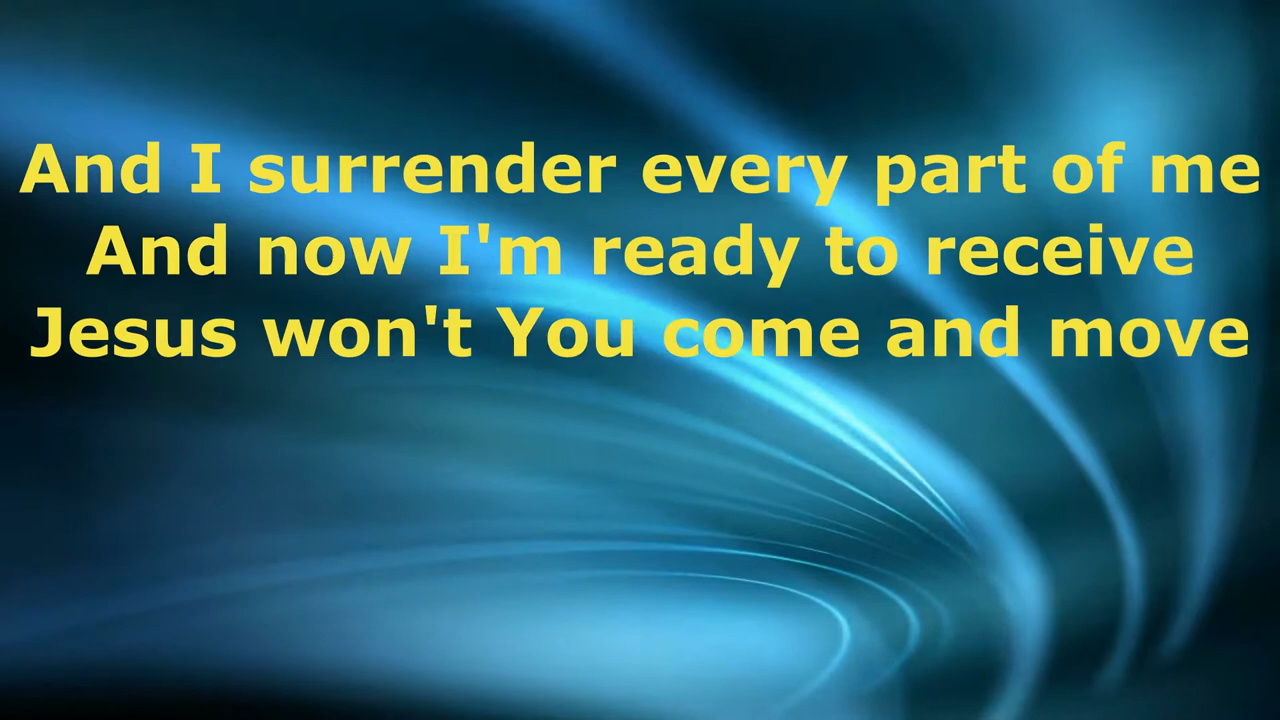 And I surrender every part of me
And now I'm ready to receive
Jesus won't You come and move